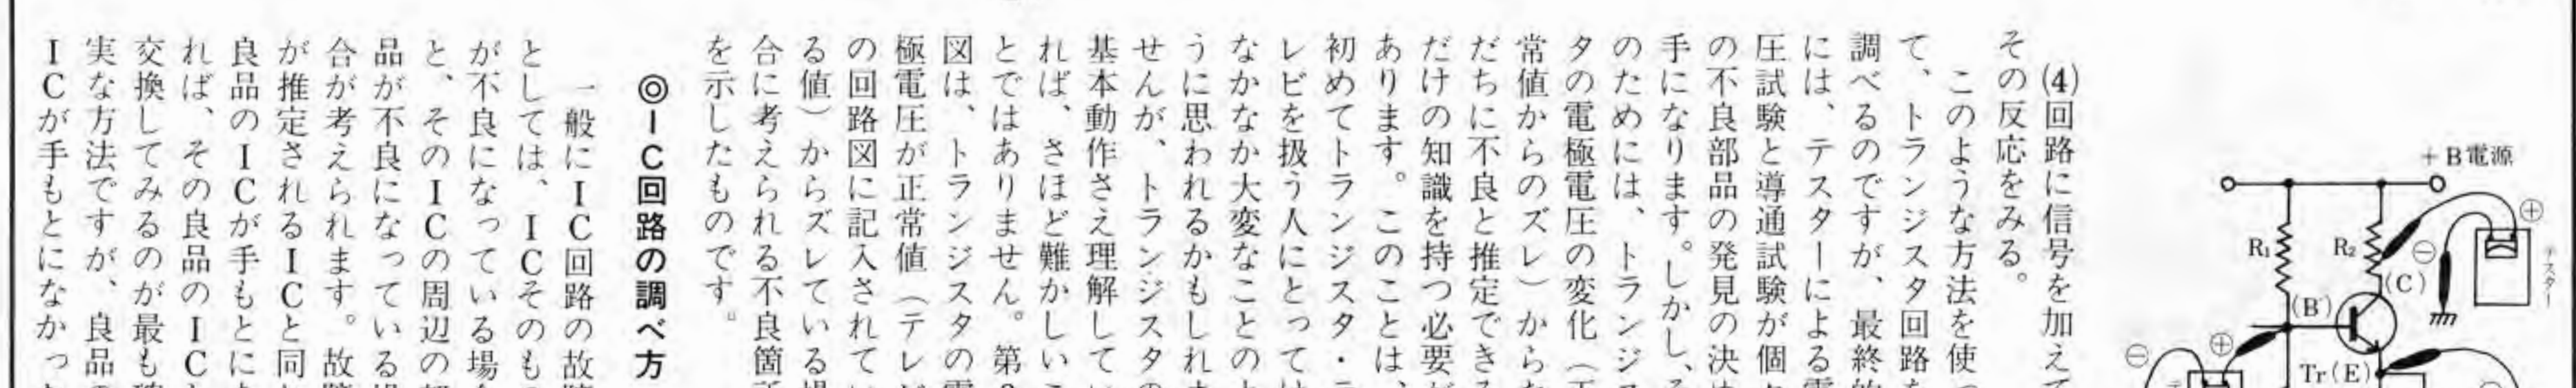 (4)回路に信号を加えて
その反応をみる。
このような方法を使っ
て、トランジスタ回路を
調べるのですが、最終的
には、テスターによる電
圧試験と導通試験が個々
の不良部品の発見の決め
手になります。しかし、そ
のためには、トランジス
タの電極電圧の変化（正
常値からのズレ）からた
だちに不良と推定できる
だけの知識を持つ必要が
あります。このことは、
初めてトランジスタ・テ
レビを扱う人にとっては
なかなか大変なことのよ
うに思われるかもしれま
せんが、トランジスタの
基本動作さえ理解してい
れば、さほど難かしいこ
とではありません。第
図は、トランジスタの電
極電圧が正常値（テレビ
の回路図に記入されてい
る値）からズレている場
合に考えられる不良箇所
を示したものです。
◎IC回路の調べ方
一般にIC回路の故障
としては、ICそのもの
が不良になっている場合
と、そのICの周辺の部
品が不良になっている場
合が考えられます。故障
が推定されるICと同じ
良品のICが手もとにあ
れば、その良品のICと
交換してみるのが最も確
実な方法ですが、良品の
ICが手もとになかっ
+B電源
R1
R2
(C)
(B)
Tr(E)
⊕
⊖
テスター
⊕
⊖